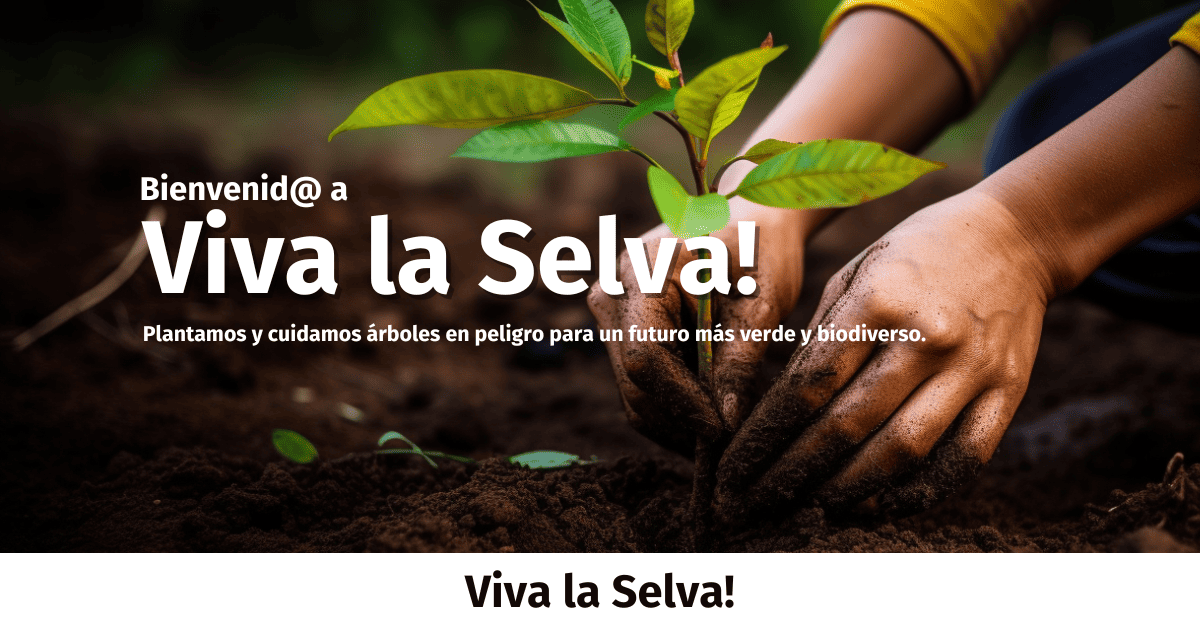 Bienvenid@ a
Viva la Selva!
Plantamos y cuidamos árboles en peligro para un futuro más verde y biodiverso.
Viva la Selva!